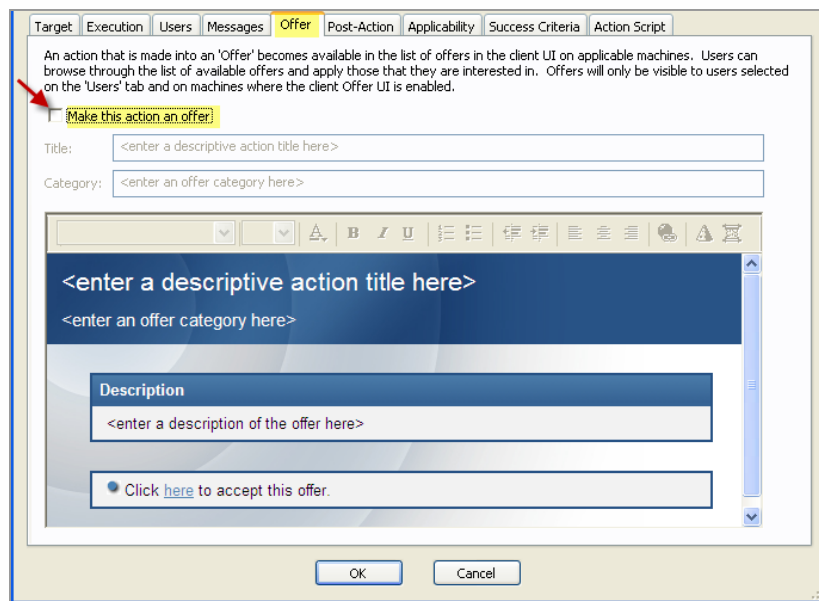 Target Execution Users Messages Offer Post-Action Applicability Success Criteria Action Script
An action that is made into an 'Offer' becomes available in the list of offers in the client UI on applicable machines. Users can
browse through the list of available offers and apply those that they are interested in. Offers will only be visible to users selected
on the 'Users' tab and on machines where the client Offer UI is enabled.
Make this action an offer
Title: <enter a descriptive action title here>
Category: <enter an offer category here>
A B I U
<enter a descriptive action title here>
<enter an offer category here>
Description
<enter a description of the offer here>
Click here to accept this offer.
OK Cancel